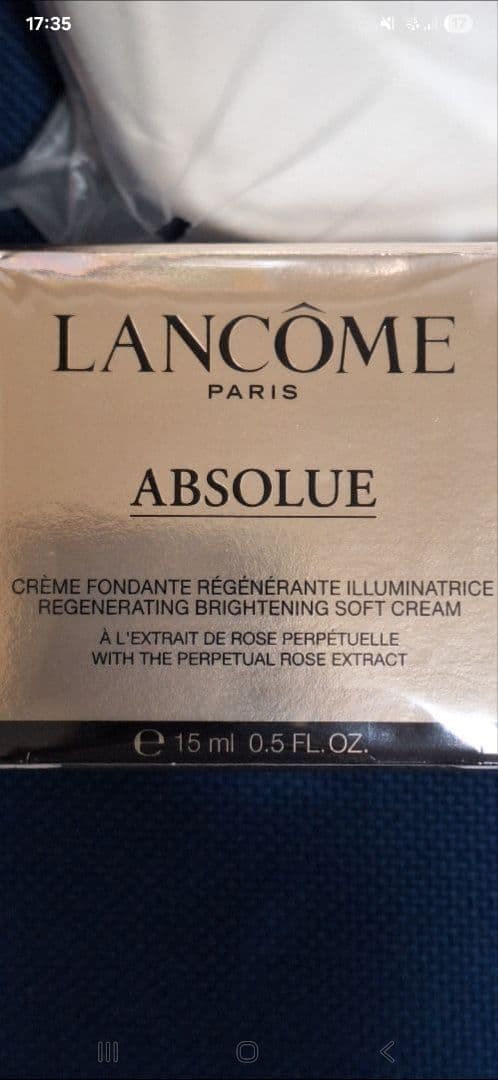 17:35
17
LANCÔME
PARIS
ABSOLUE
CRÈME FONDANTE RÉGÉNÉRANTE ILLUMINATRICE
REGENERATING BRIGHTENING SOFT CREAM
À L'EXTRAIT DE ROSE PERPÉTUELLE
WITH THE PERPETUAL ROSE EXTRACT
℮ 15 ml 0.5 FL.OZ.